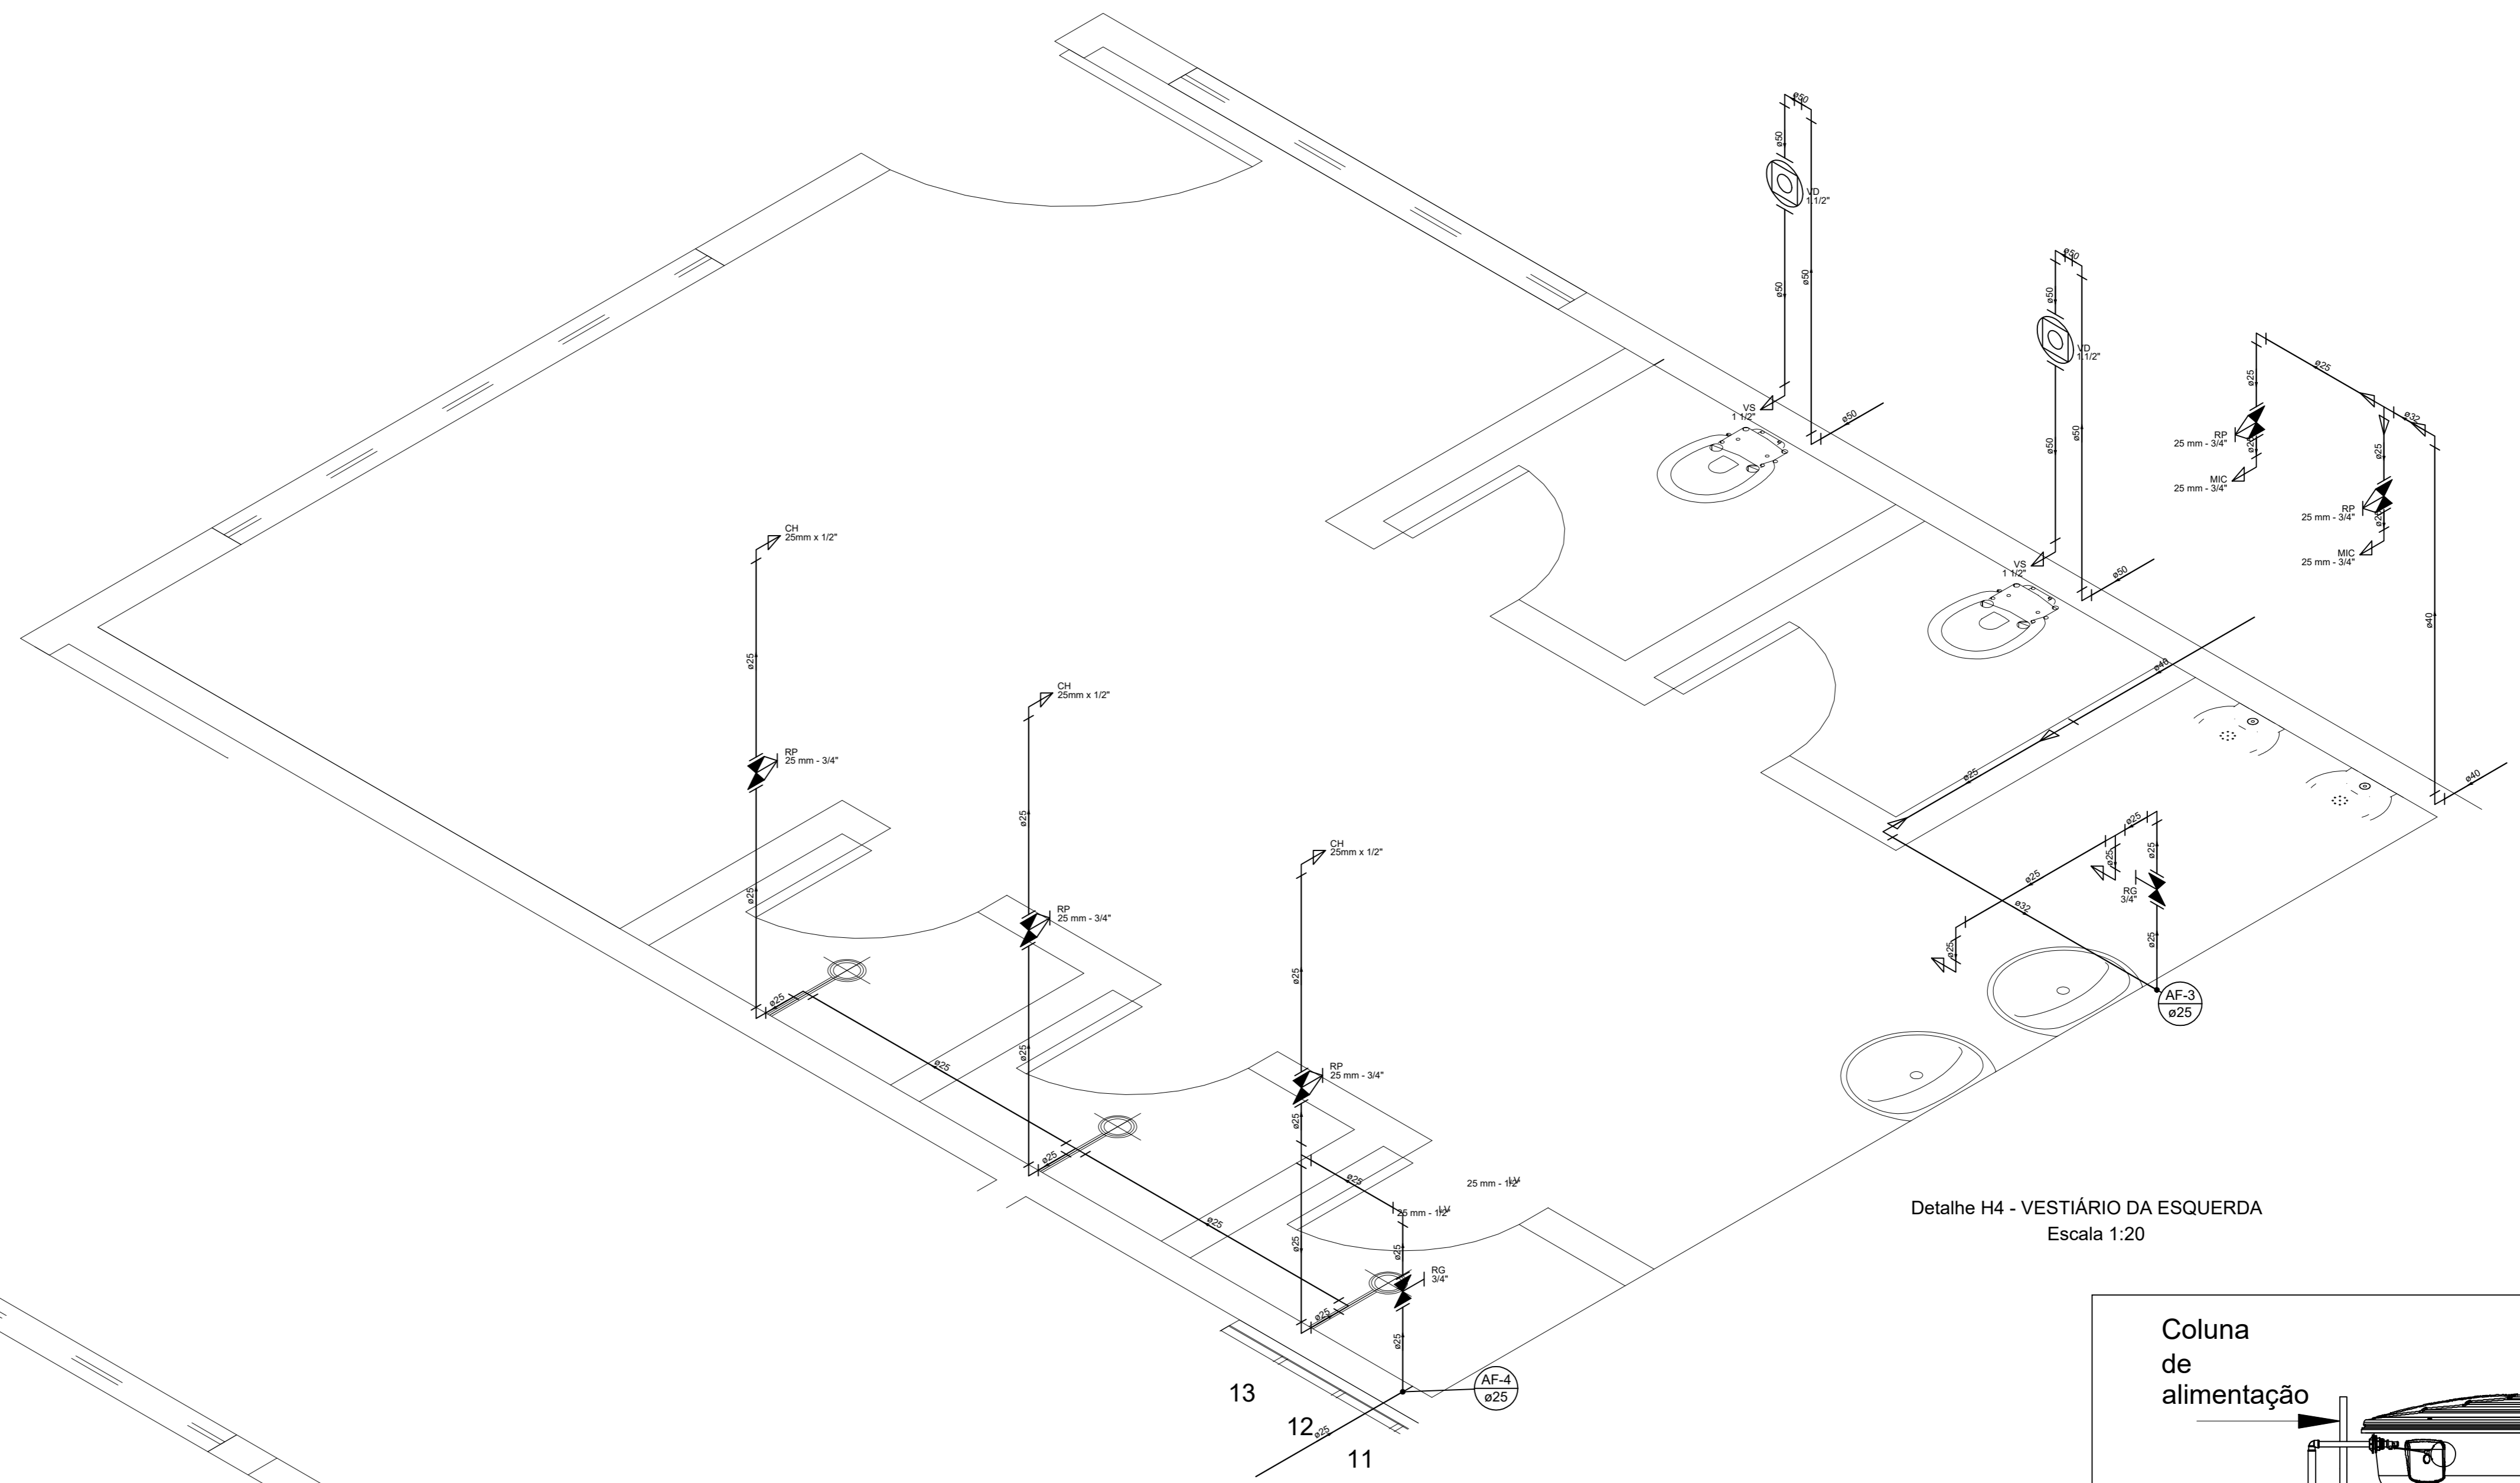 ø50
ø50
VD
1.1/2"
ø50
ø50
VS
1 1/2"
ø50
ø50
ø50
VD
1.1/2"
ø50
ø50
VS
1 1/2"
ø50
ø25
ø25
ø32
RP
25 mm - 3/4"
ø25
MIC
25 mm - 3/4"
ø25
RP
25 mm - 3/4"
ø25
MIC
25 mm - 3/4"
ø40
ø40
ø40
ø25
CH
25mm x 1/2"
ø25
RP
25 mm - 3/4"
ø25
ø25
CH
25mm x 1/2"
ø25
RP
25 mm - 3/4"
ø25
ø25
ø25
CH
25mm x 1/2"
ø25
RP
25 mm - 3/4"
ø25
ø25
ø25
ø25
ø25
ø25
ø25
ø25
RG
3/4"
ø25
ø25
ø32
ø25
AF-3
ø25
25 mm - 1/2"
LV
25 mm - 1/2"
LV
ø25
RG
3/4"
ø25
AF-4
ø25
ø25
Detalhe H4 - VESTIÁRIO DA ESQUERDA
Escala 1:20
13
12
11
Coluna
de
alimentação